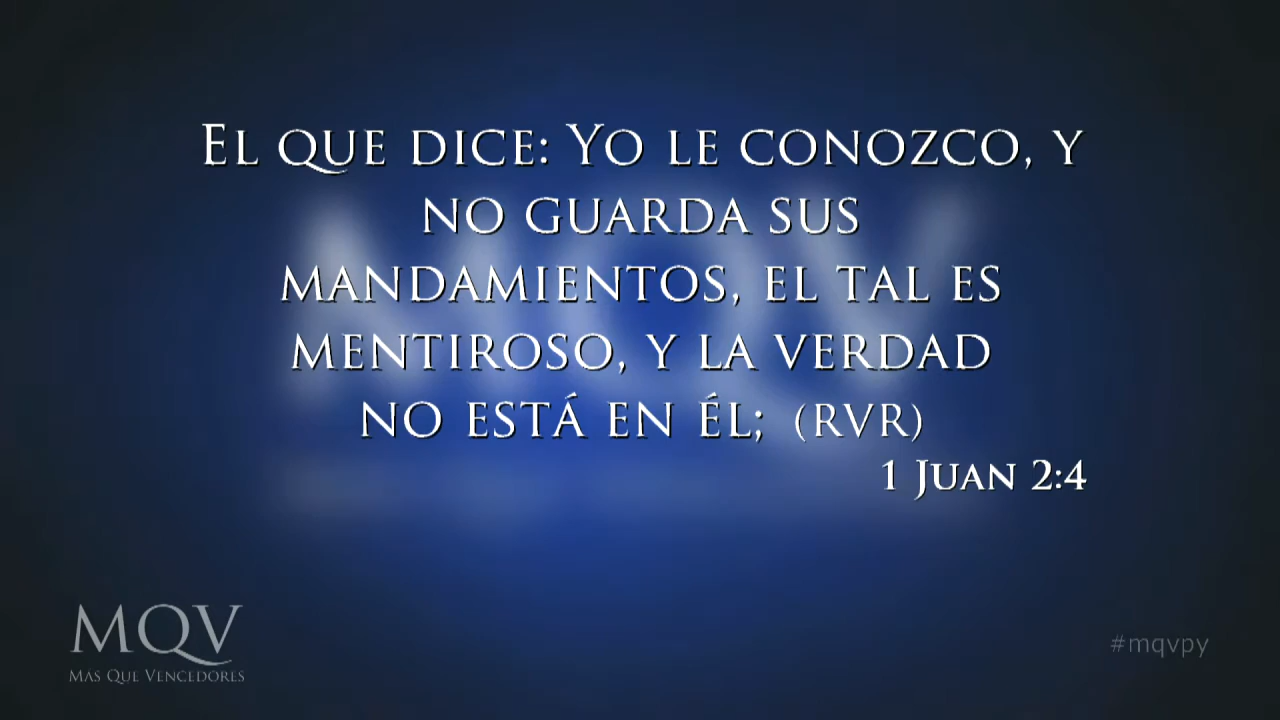 El que dice: Yo le conozco, y
no guarda sus
mandamientos, el tal es
mentiroso, y la verdad
no está en él; (RVR)
1 Juan 2:4
MQV
Más Que Vencedores
#mqvpy